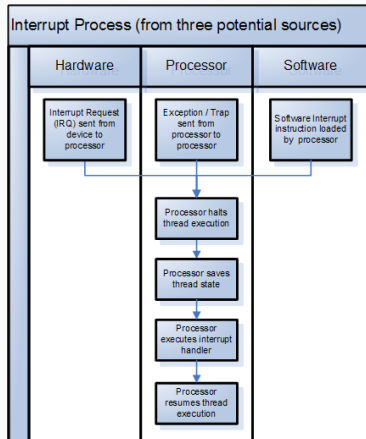 Interrupt Process (from three potential sources)
Hardware
Processor
Software
Interrupt Request
(IRQ) sent from
device to
processor
Exception / Trap
sent from
processor to
processor
Software Interrupt
instruction loaded
by processor
Processor halts
thread execution
Processor saves
thread state
Processor
executes interrupt
handler
Processor
resumes thread
execution